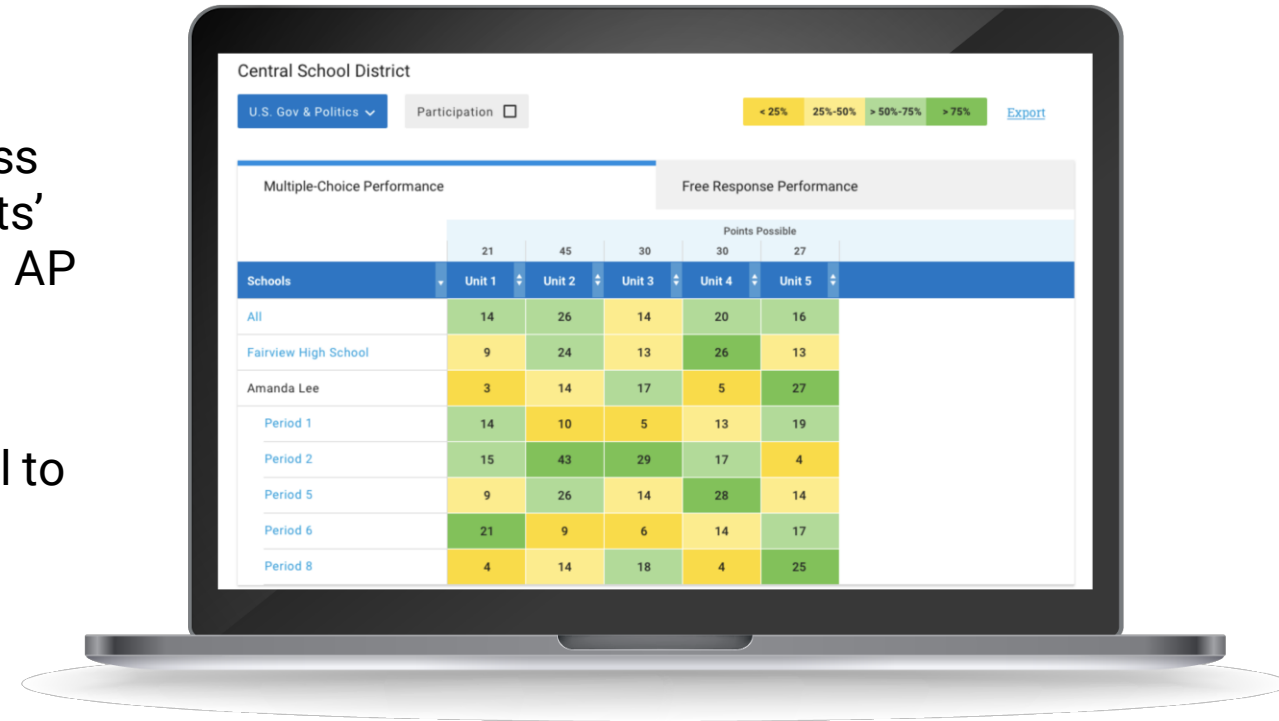 ss
ts’
AP
l to
Central School District
U.S. Gov & Politics Participation < 25% 25%-50% > 50%-75% > 75% Export
Multiple-Choice Performance Free Response Performance
Points Possible
21 45 30 30 27
Schools Unit 1 Unit 2 Unit 3 Unit 4 Unit 5
All 14 26 14 20 16
Fairview High School 9 24 13 26 13
Amanda Lee 3 14 17 5 27
Period 1 14 10 5 13 19
Period 2 15 43 29 17 4
Period 5 9 26 14 28 14
Period 6 21 9 6 14 17
Period 8 4 14 18 4 25